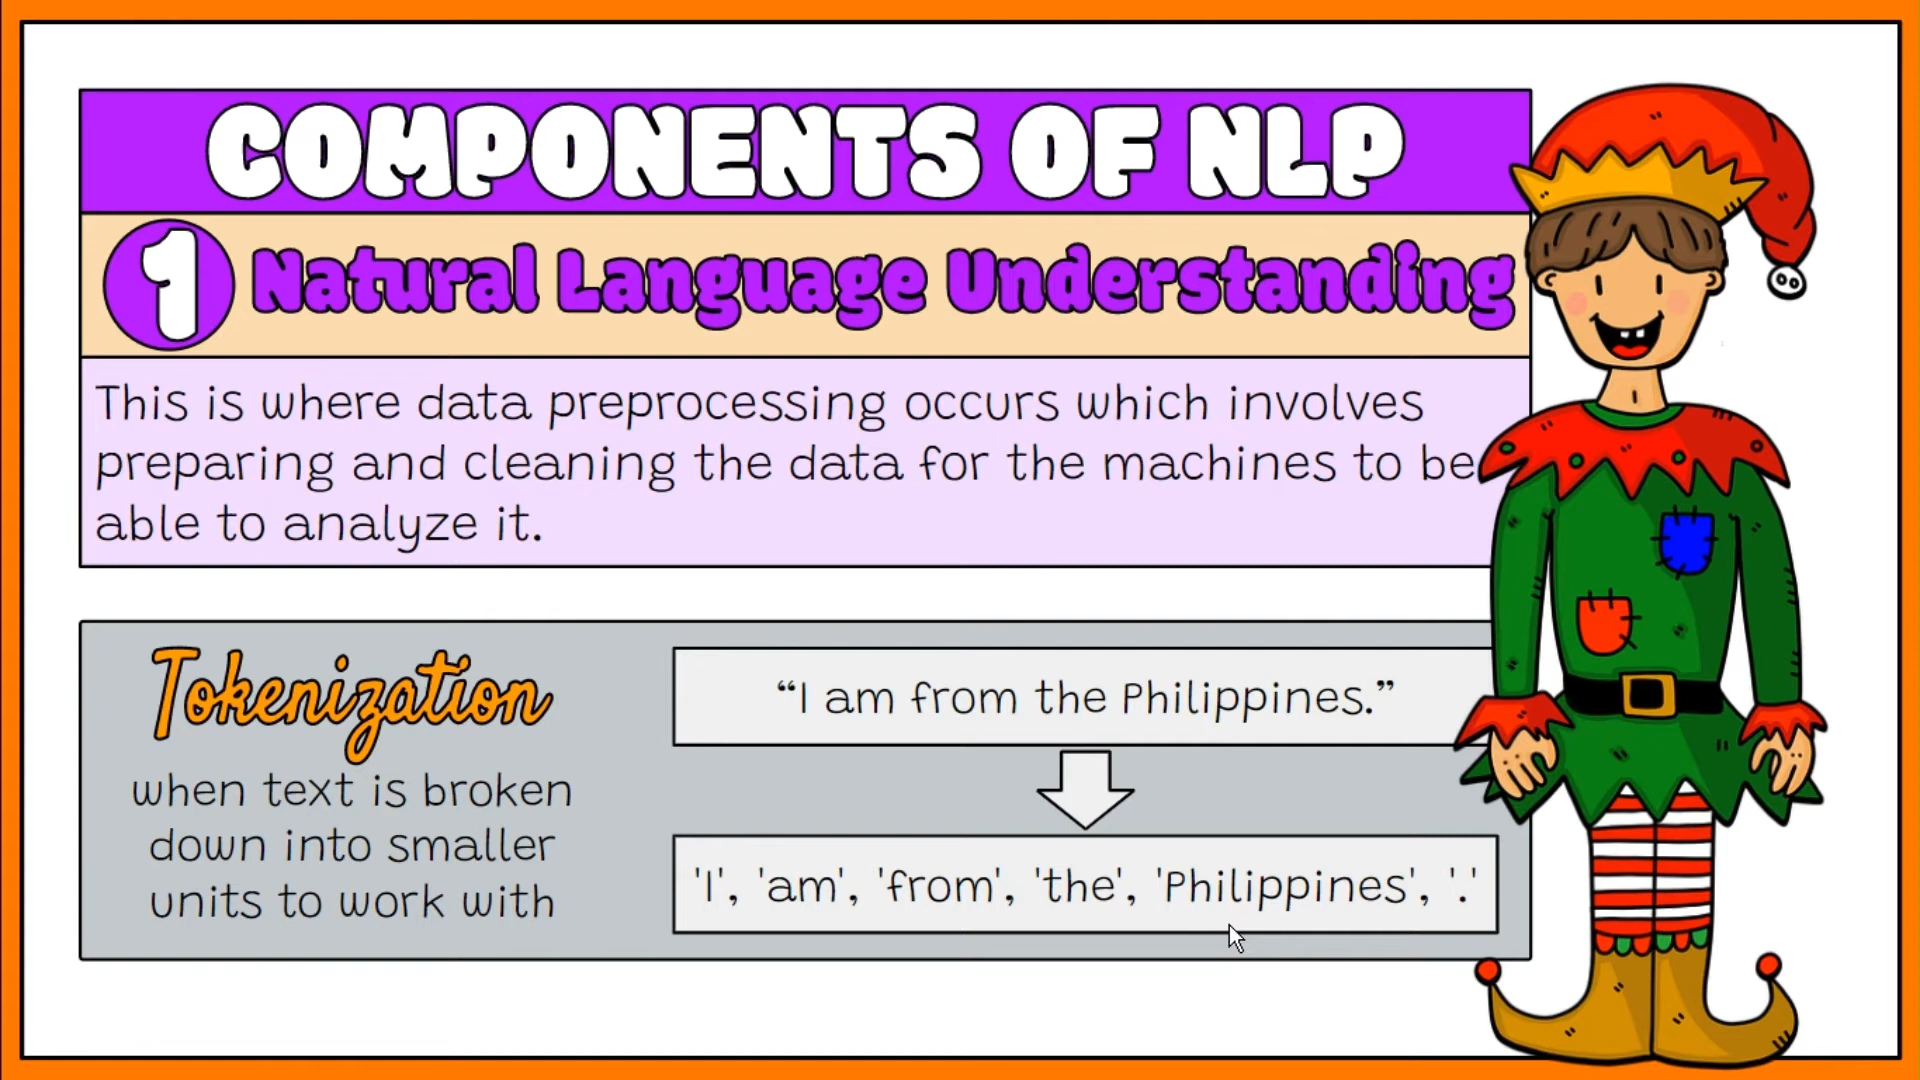 COMPONENTS OF NLP
1 Natural Language Understanding
This is where data preprocessing occurs which involves
preparing and cleaning the data for the machines to be
able to analyze it.
Tokenization
when text is broken
down into smaller
units to work with
“I am from the Philippines.”
'I', 'am', 'from', 'the', 'Philippines', '.'